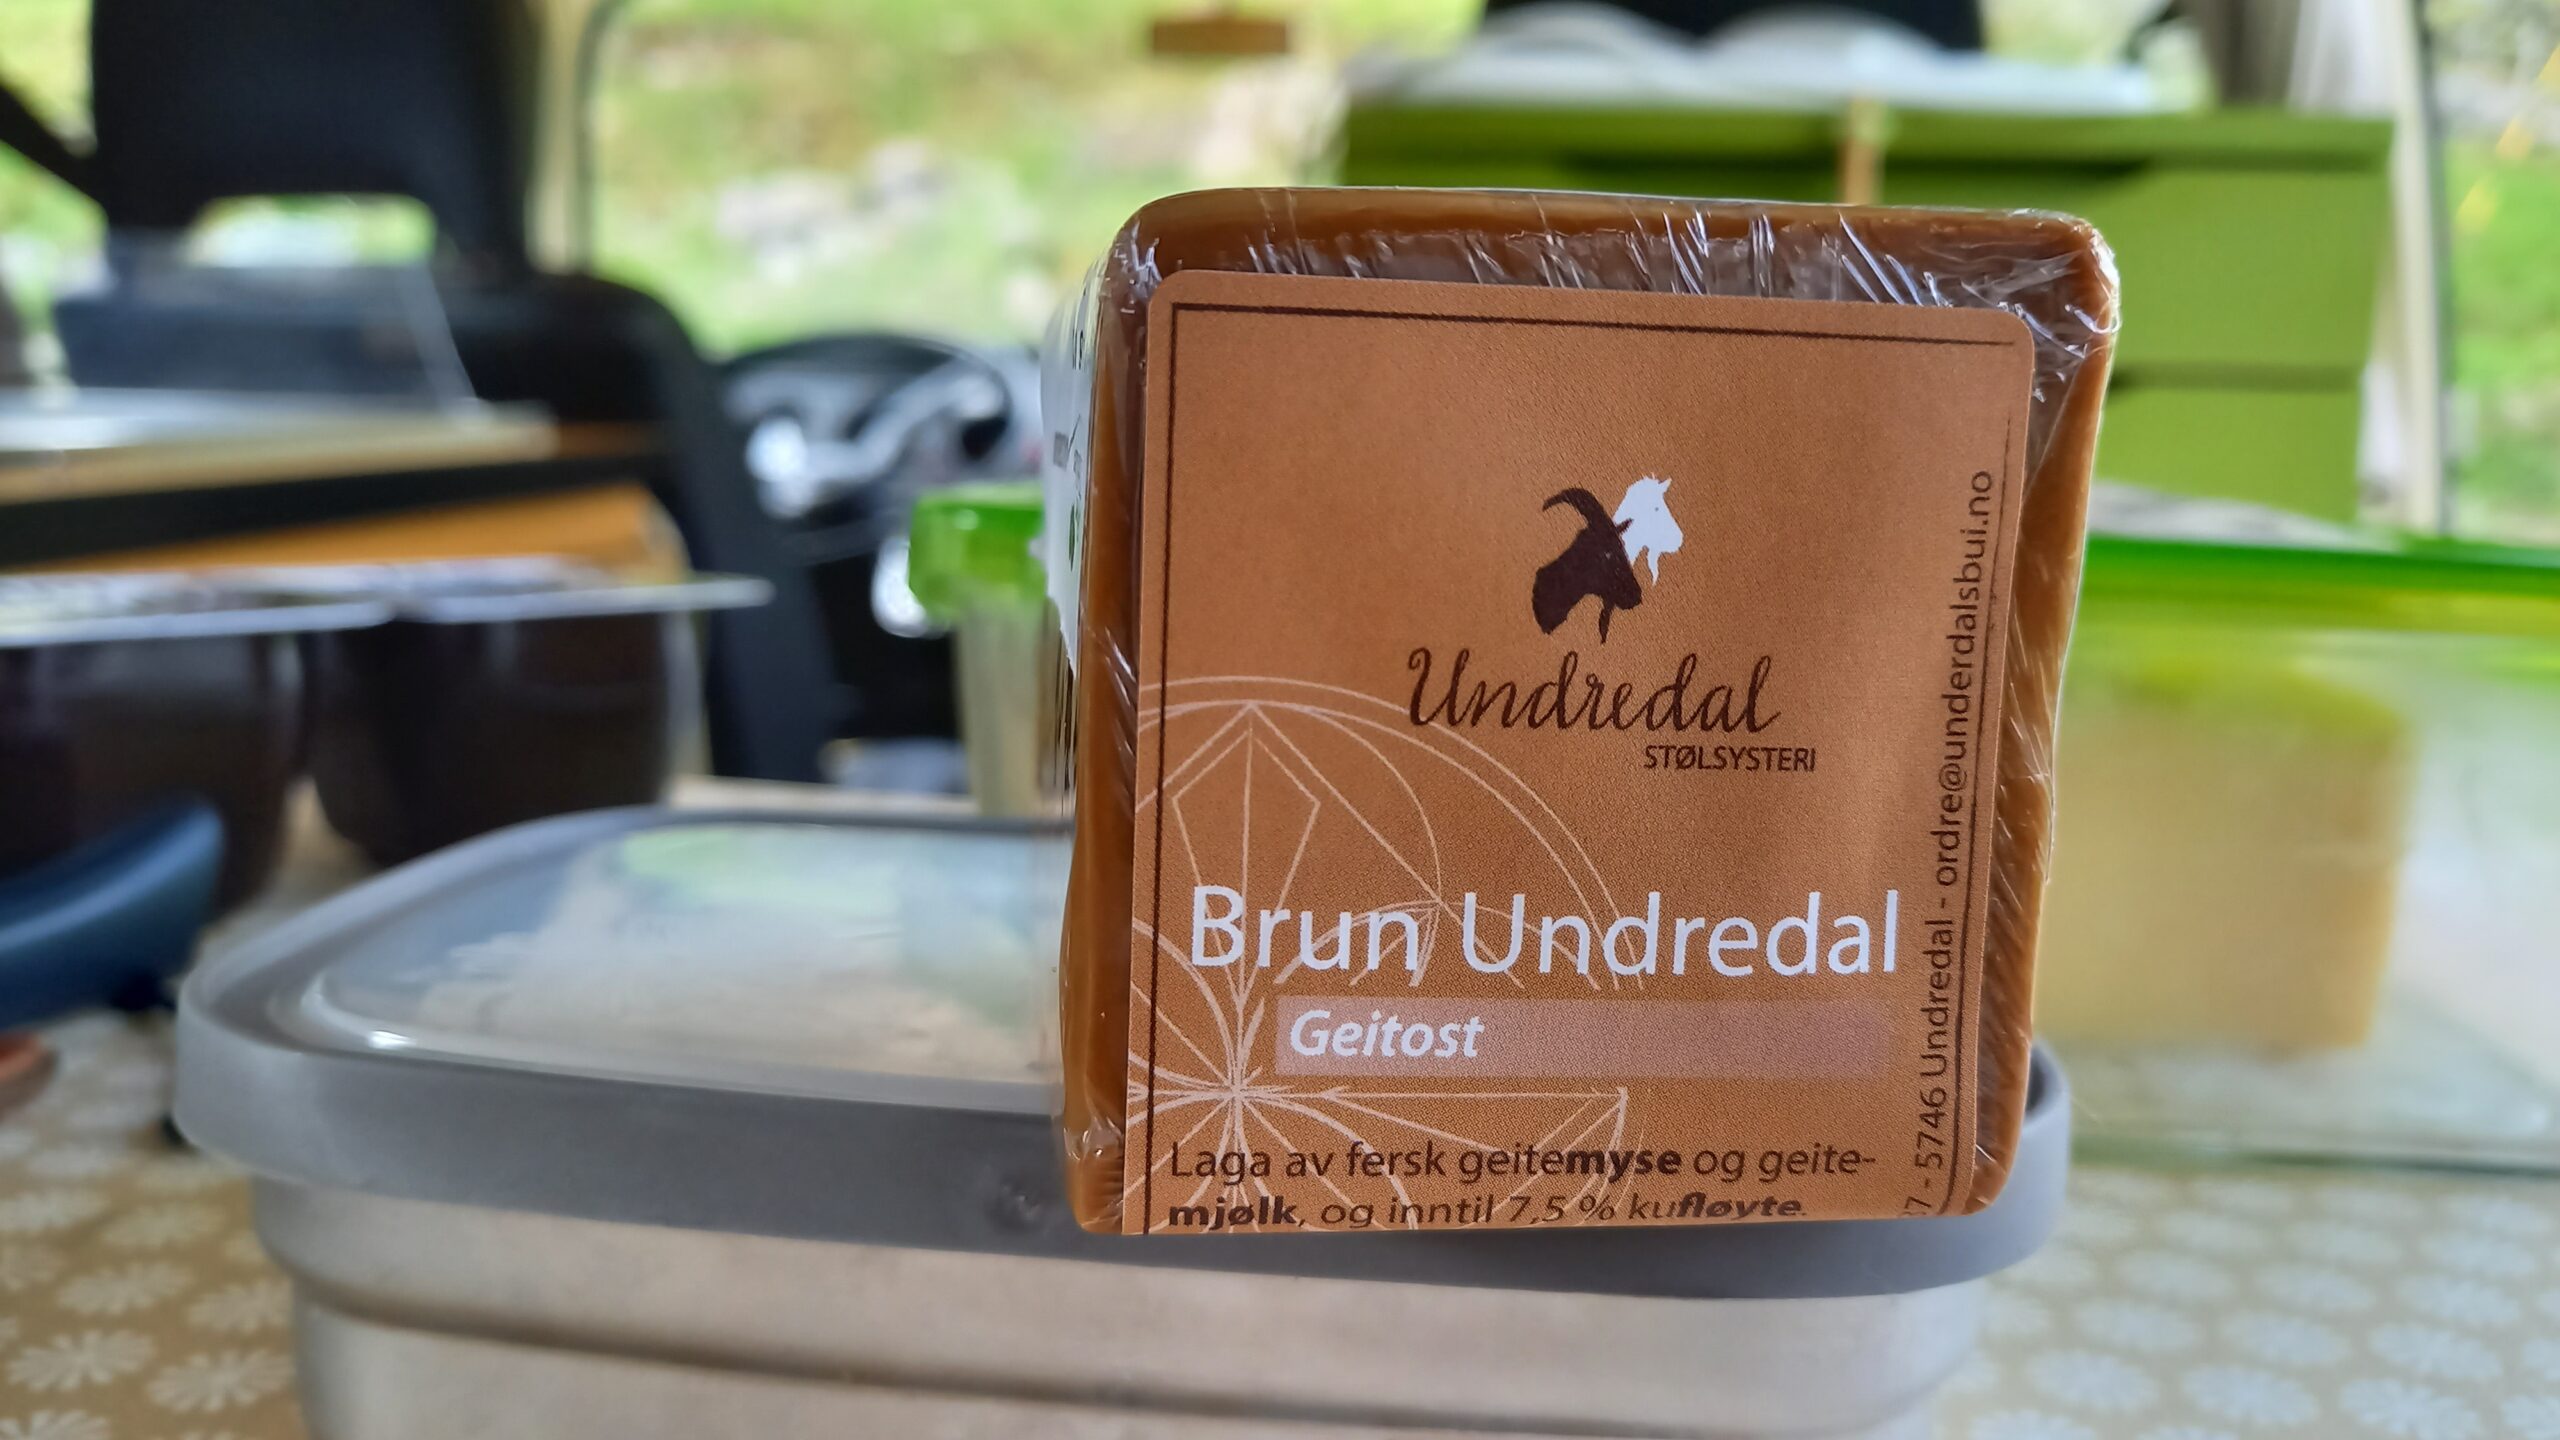 Undredal
STØLSYSTERI
Brun Undredal
Geitost
Laga av fersk geitemyse og geite-
mjølk, og inntil 7,5 % kufløyte.
7 - 5746 Undredal - ordre@underdalsbui.no